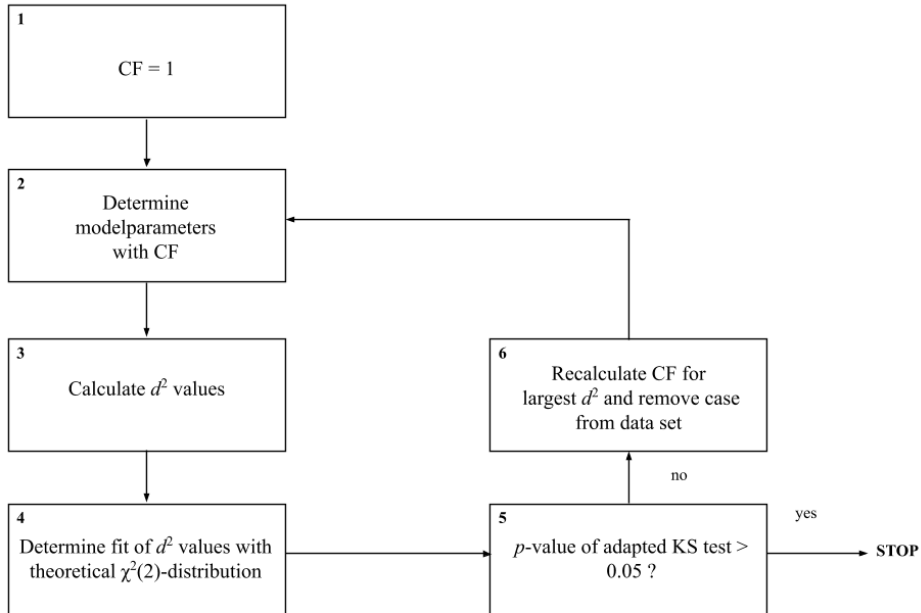 1
CF = 1
2
Determine
modelparameters
with CF
3
Calculate d² values
4
Determine fit of d² values with
theoretical χ²(2)-distribution
5
p-value of adapted KS test >
0.05 ?
6
Recalculate CF for
largest d² and remove case
from data set
no
yes
STOP